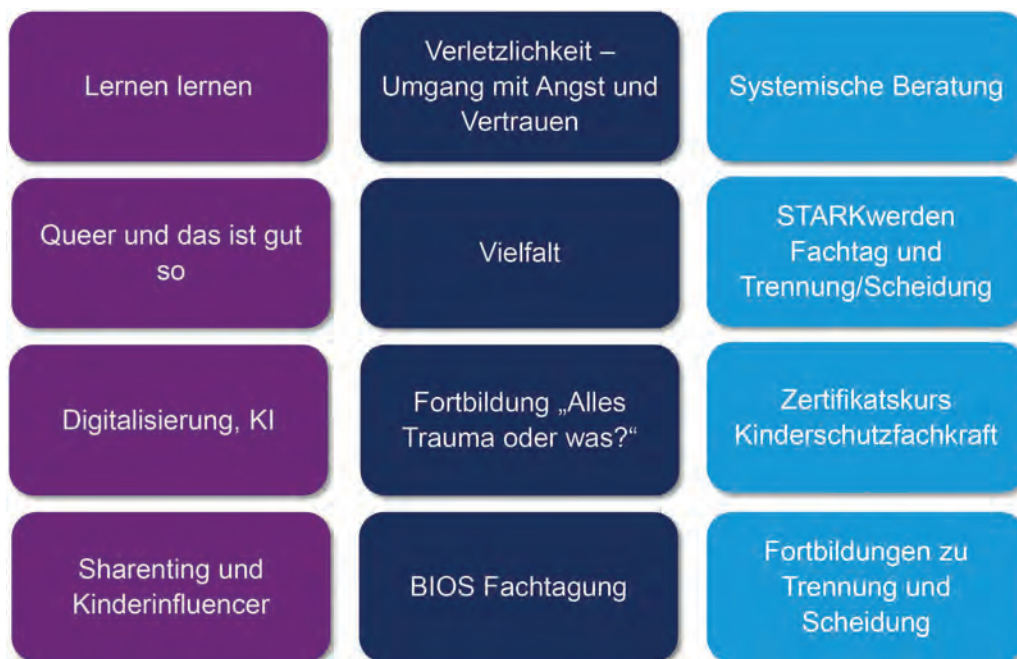 Lernen lernen
Verletzlichkeit –
Umgang mit Angst und
Vertrauen
Systemische Beratung
Queer und das ist gut
so
Vielfalt
STARKwerden
Fachtag und
Trennung/Scheidung
Digitalisierung, KI
Fortbildung „Alles
Trauma oder was?“
Zertifikatskurs
Kinderschutzfachkraft
Sharenting und
Kinderinfluencer
BIOS Fachtagung
Fortbildungen zu
Trennung und
Scheidung